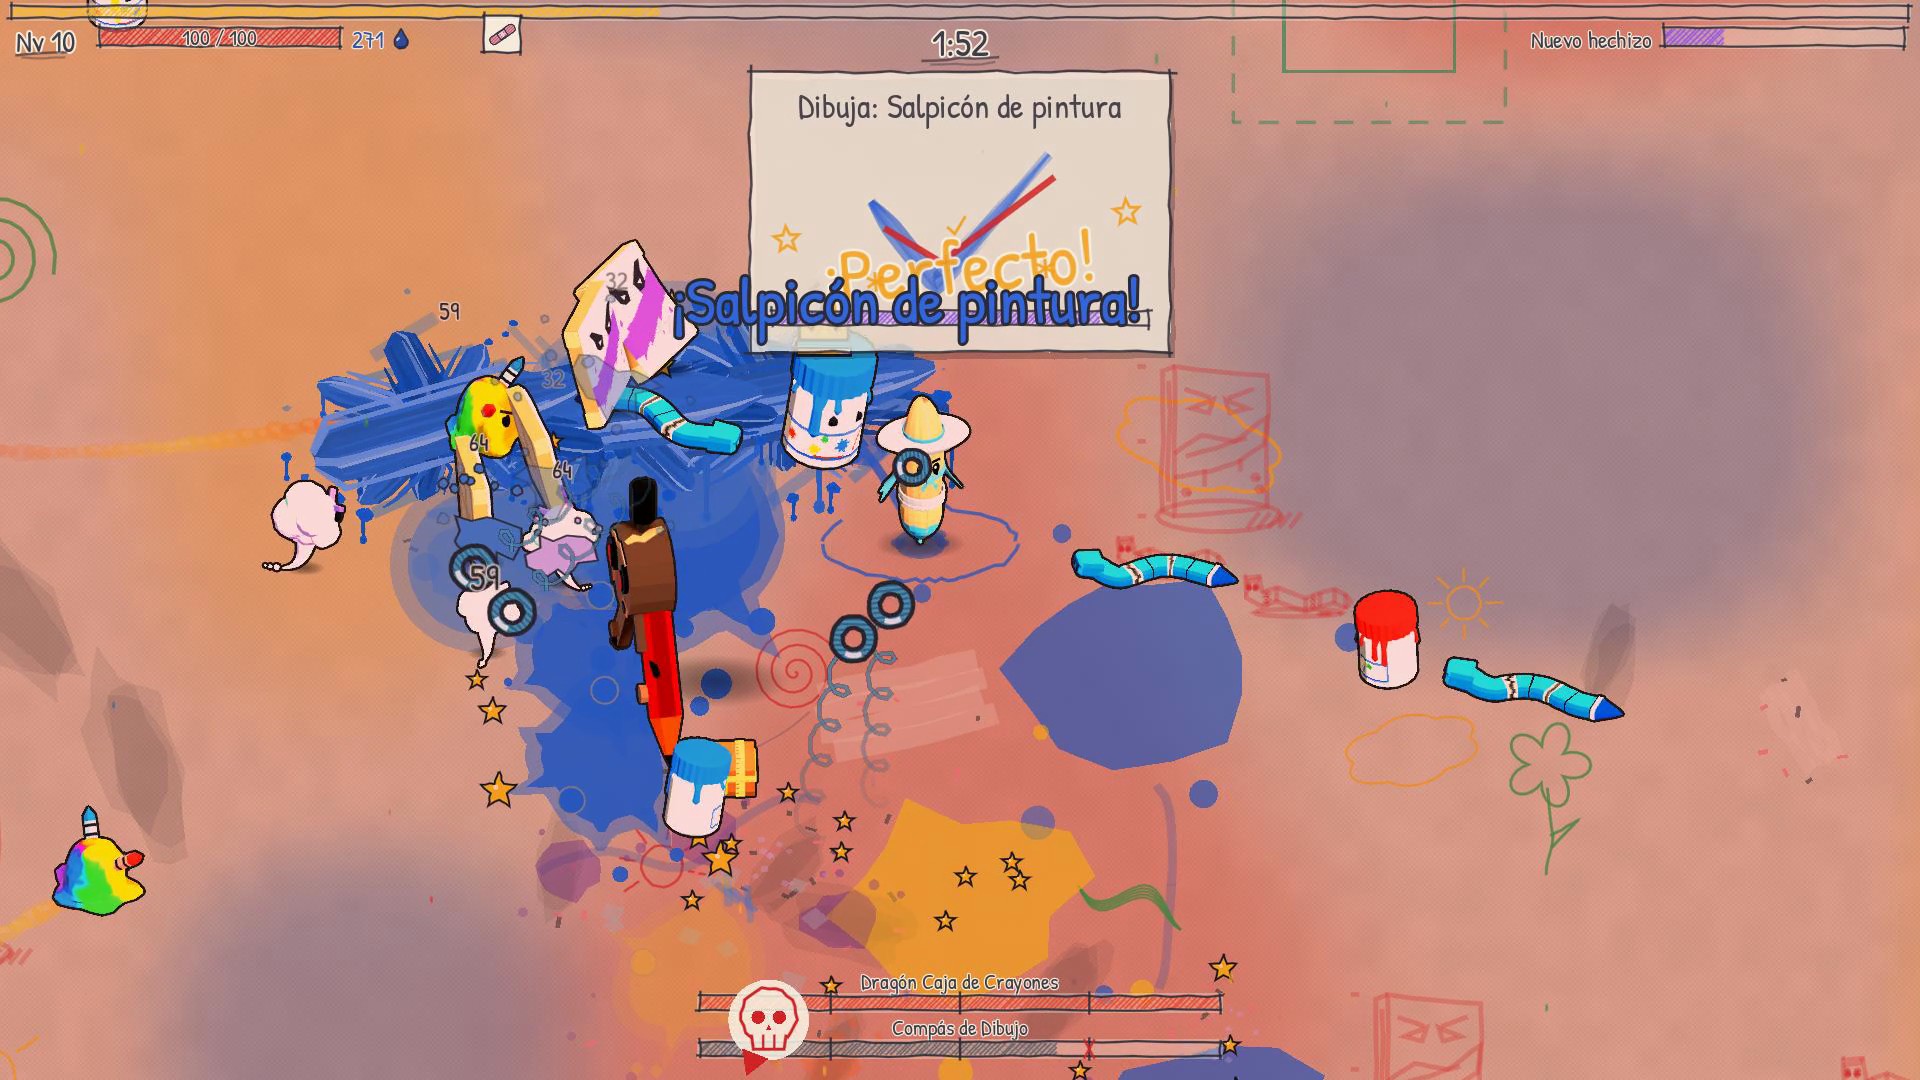 Nv 10
100 / 100
271
1:52
Nuevo hechizo
Dibuja: Salpicón de pintura
¡Perfecto!
¡Salpicón de pintura!
32
59
32
64
64
59
Dragón Caja de Crayones
Compás de Dibujo